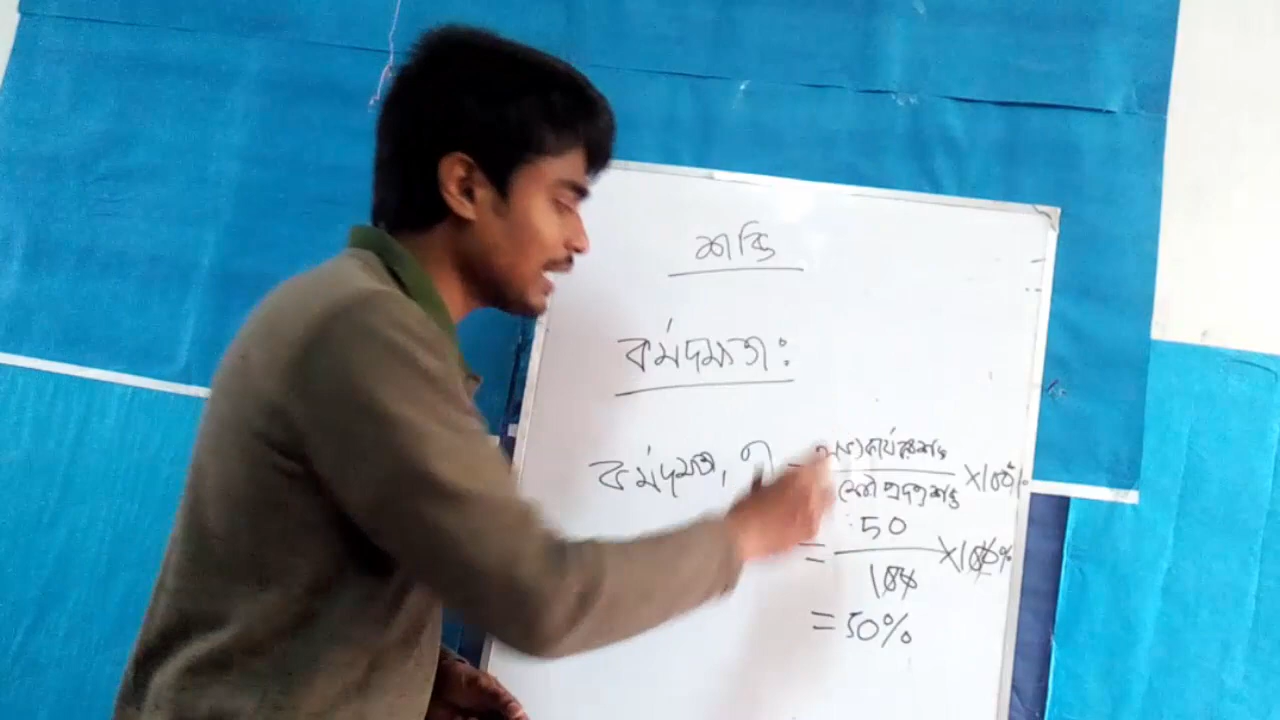 শক্তি
কর্মদক্ষতা:
কর্মদক্ষতা, η = লভ্য কার্যকর শক্তি / মোট প্রদত্ত শক্তি ×100%
= 50 / 100 ×100%
= 50%